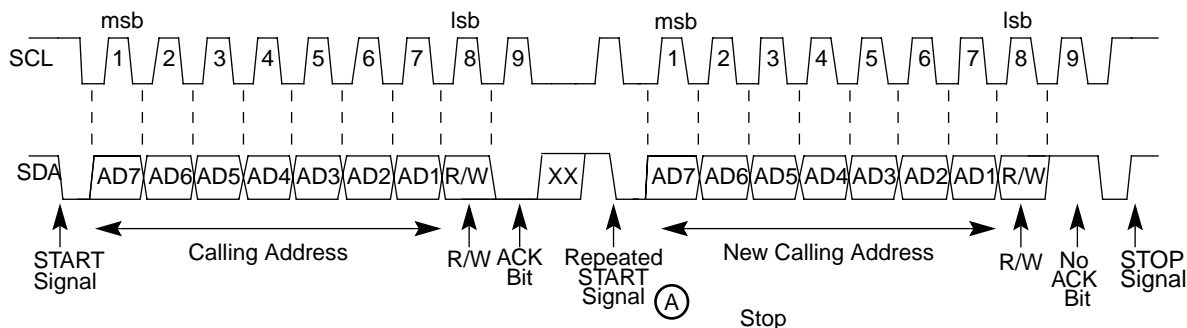 msb lsb msb lsb
SCL 1 2 3 4 5 6 7 8 9 1 2 3 4 5 6 7 8 9
SDA AD7 AD6 AD5 AD4 AD3 AD2 AD1 R/W XX AD7 AD6 AD5 AD4 AD3 AD2 AD1 R/W
START Signal
Calling Address
R/W
ACK Bit
Repeated START Signal
A
New Calling Address
R/W
No ACK Bit
STOP Signal
Stop